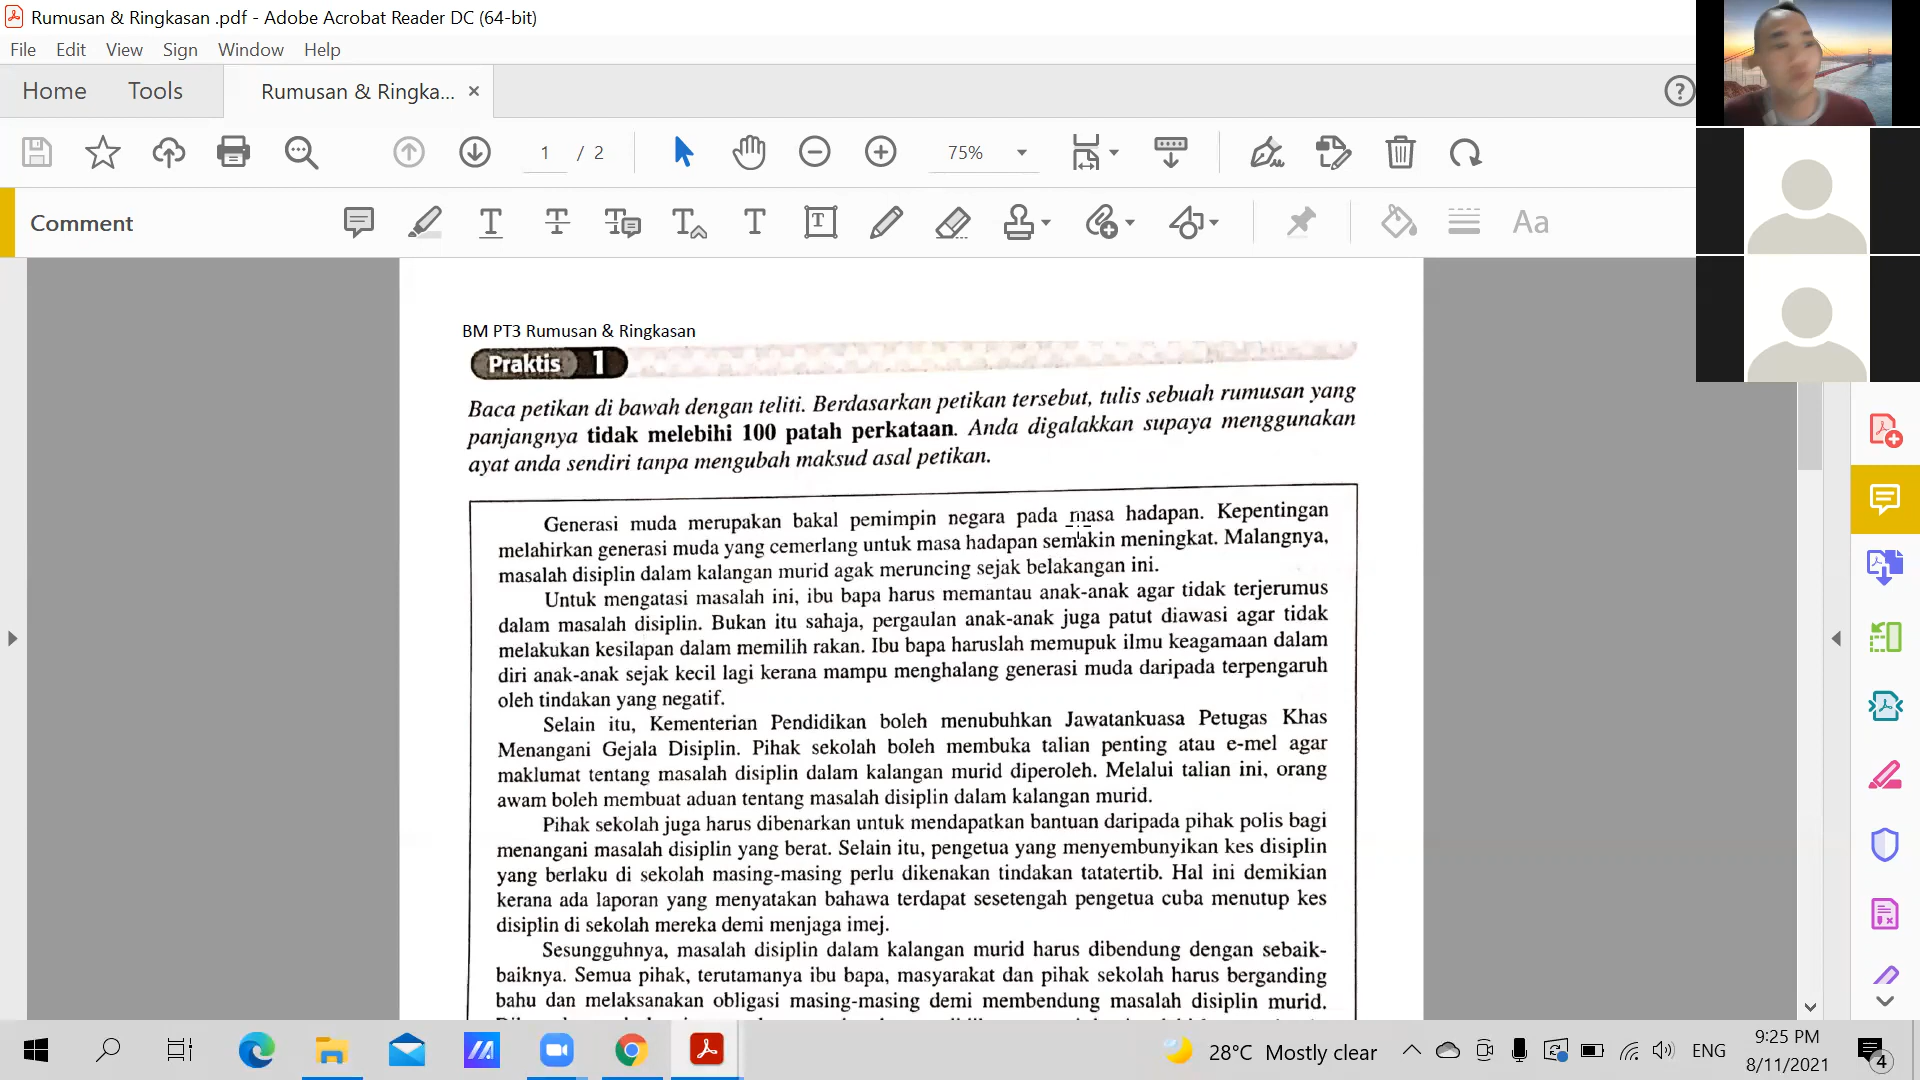 Rumusan & Ringkasan .pdf - Adobe Acrobat Reader DC (64-bit)
File Edit View Sign Window Help
Home Tools Rumusan & Ringka... ×
1 / 2 75%
Comment
BM PT3 Rumusan & Ringkasan
Praktis 1
Baca petikan di bawah dengan teliti. Berdasarkan petikan tersebut, tulis sebuah rumusan yang
panjangnya tidak melebihi 100 patah perkataan. Anda digalakkan supaya menggunakan
ayat anda sendiri tanpa mengubah maksud asal petikan.
Generasi muda merupakan bakal pemimpin negara pada masa hadapan. Kepentingan
melahirkan generasi muda yang cemerlang untuk masa hadapan semakin meningkat. Malangnya,
masalah disiplin dalam kalangan murid agak meruncing sejak belakangan ini.
Untuk mengatasi masalah ini, ibu bapa harus memantau anak-anak agar tidak terjerumus
dalam masalah disiplin. Bukan itu sahaja, pergaulan anak-anak juga patut diawasi agar tidak
melakukan kesilapan dalam memilih rakan. Ibu bapa haruslah memupuk ilmu keagamaan dalam
diri anak-anak sejak kecil lagi kerana mampu menghalang generasi muda daripada terpengaruh
oleh tindakan yang negatif.
Selain itu, Kementerian Pendidikan boleh menubuhkan Jawatankuasa Petugas Khas
Menangani Gejala Disiplin. Pihak sekolah boleh membuka talian penting atau e-mel agar
maklumat tentang masalah disiplin dalam kalangan murid diperoleh. Melalui talian ini, orang
awam boleh membuat aduan tentang masalah disiplin dalam kalangan murid.
Pihak sekolah juga harus dibenarkan untuk mendapatkan bantuan daripada pihak polis bagi
menangani masalah disiplin yang berat. Selain itu, pengetua yang menyembunyikan kes disiplin
yang berlaku di sekolah masing-masing perlu dikenakan tindakan tatatertib. Hal ini demikian
kerana ada laporan yang menyatakan bahawa terdapat sesetengah pengetua cuba menutup kes
disiplin di sekolah mereka demi menjaga imej.
Sesungguhnya, masalah disiplin dalam kalangan murid harus dibendung dengan sebaik-
baiknya. Semua pihak, terutamanya ibu bapa, masyarakat dan pihak sekolah harus berganding
bahu dan melaksanakan obligasi masing-masing demi membendung masalah disiplin murid.
28°C Mostly clear ENG 9:25 PM
8/11/2021
4